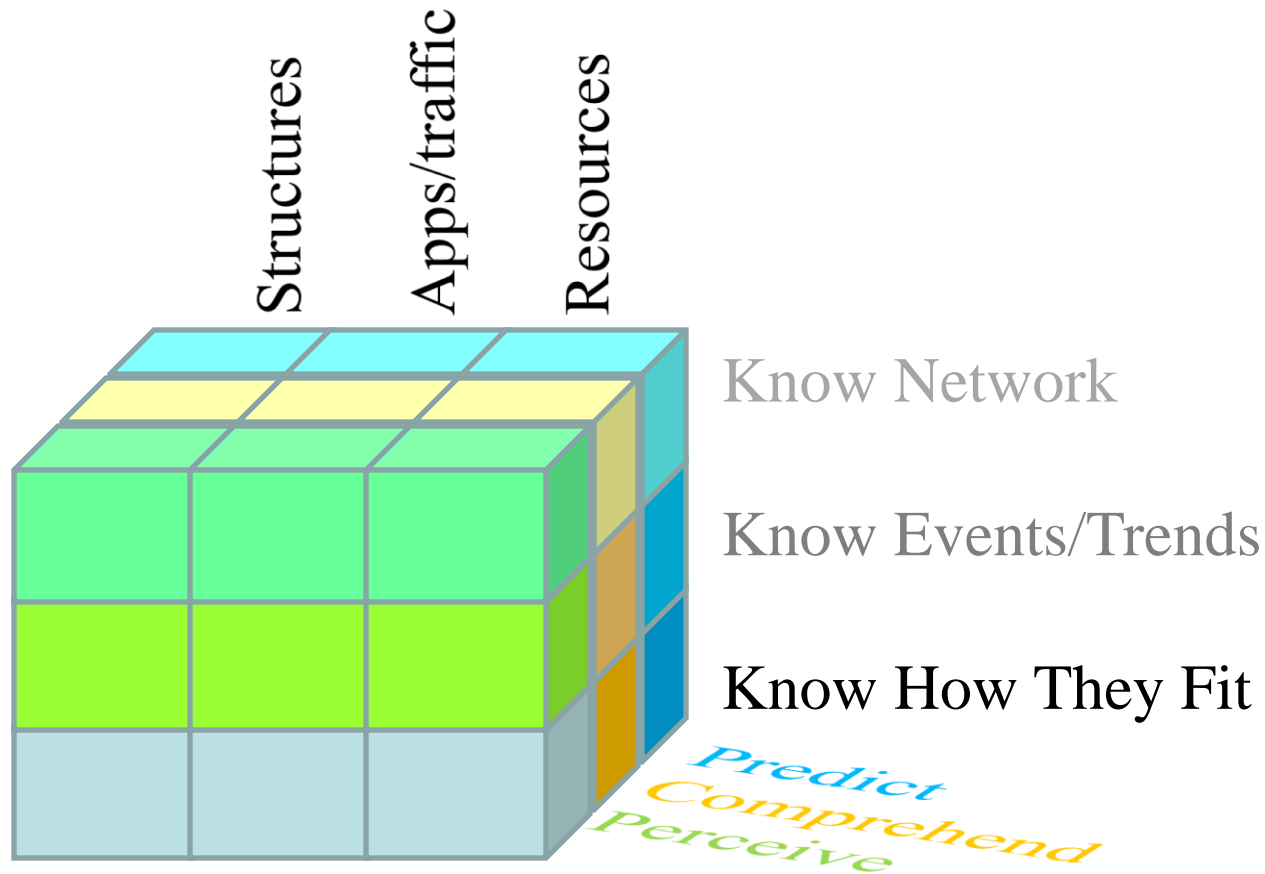 Structures
Apps/traffic
Resources
Know Network
Know Events/Trends
Know How They Fit
Predict
Comprehend
Perceive